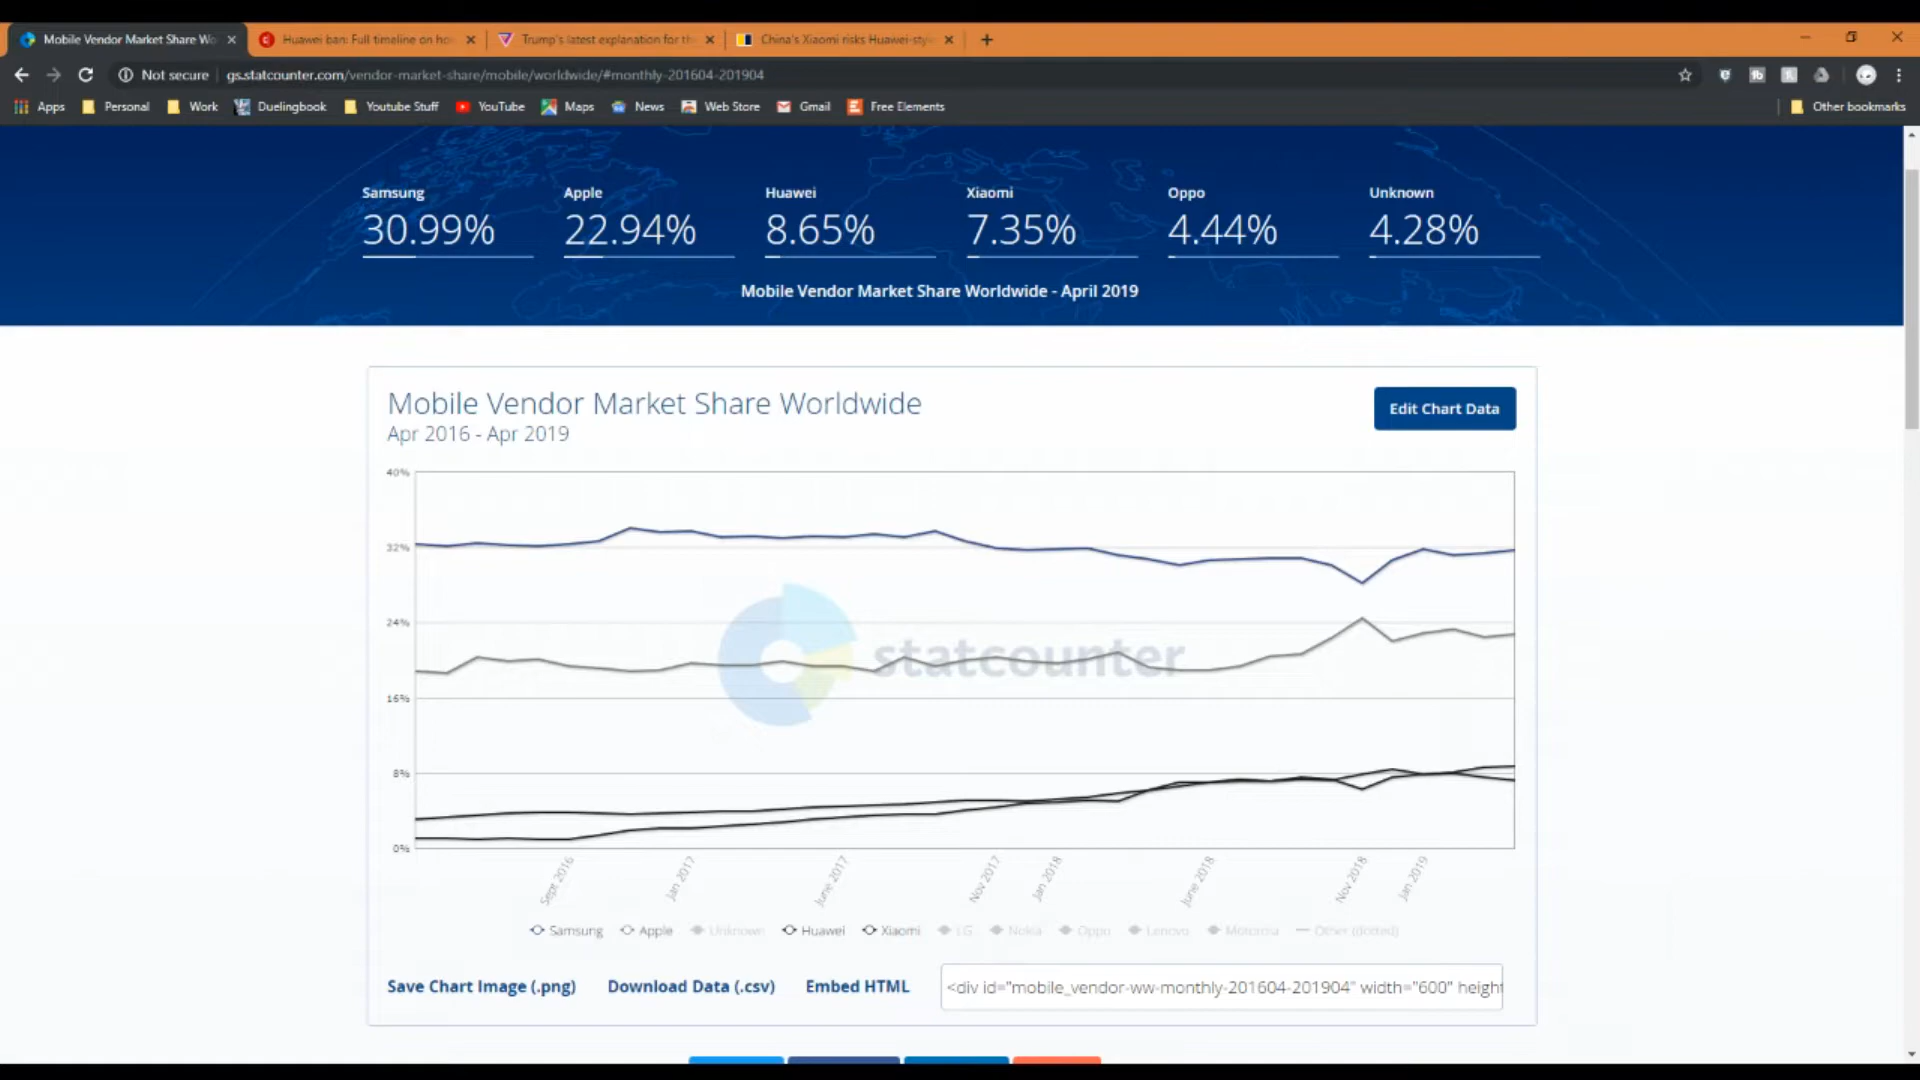 Mobile Vendor Market Share Wo
Huawei ban: Full timeline on ho
Trump's latest explanation for th
China's Xiaomi risks Huawei-styl
Not secure
gs.statcounter.com/vendor-market-share/mobile/worldwide/#monthly-201604-201904
Apps
Personal
Work
Duelingbook
Youtube Stuff
YouTube
Maps
News
Web Store
Gmail
Free Elements
Other bookmarks
Samsung
Apple
Huawei
Xiaomi
Oppo
Unknown
30.99%
22.94%
8.65%
7.35%
4.44%
4.28%
Mobile Vendor Market Share Worldwide - April 2019
Mobile Vendor Market Share Worldwide
Apr 2016 - Apr 2019
Edit Chart Data
40%
32%
24%
16%
8%
0%
statcounter
Sept 2016
Jan 2017
June 2017
Nov 2017
Jan 2018
June 2018
Nov 2018
Jan 2019
Samsung
Apple
Unknown
Huawei
Xiaomi
LG
Nokia
Oppo
Lenovo
Motorola
Other (dotted)
Save Chart Image (.png)
Download Data (.csv)
Embed HTML
<div id="mobile_vendor-ww-monthly-201604-201904" width="600" height